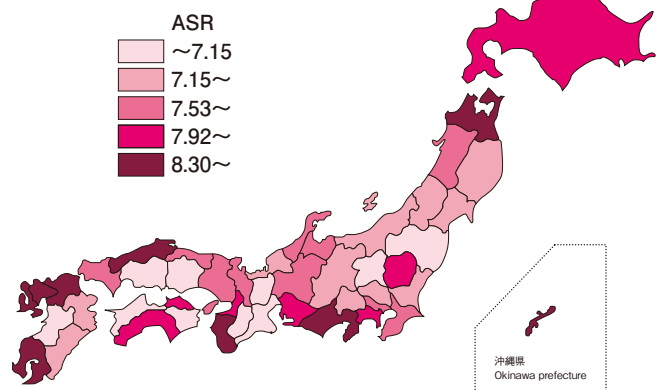 ASR
〜7.15
7.15〜
7.53〜
7.92〜
8.30〜
沖縄県
Okinawa prefecture